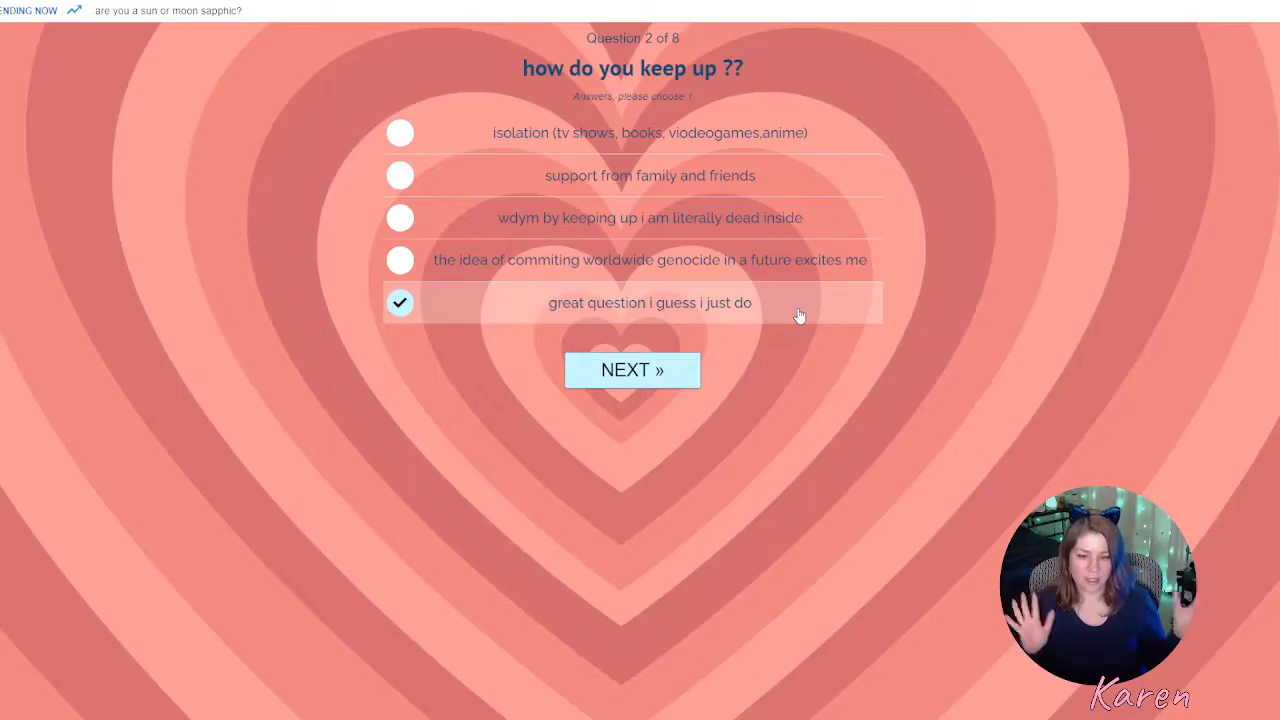 ENDING NOW are you a sun or moon sapphic?
Question 2 of 8
how do you keep up ??
Answers, please choose 1
isolation (tv shows, books, viodeogames,anime)
support from family and friends
wdym by keeping up i am literally dead inside
the idea of commiting worldwide genocide in a future excites me
great question i guess i just do
NEXT »
Karen